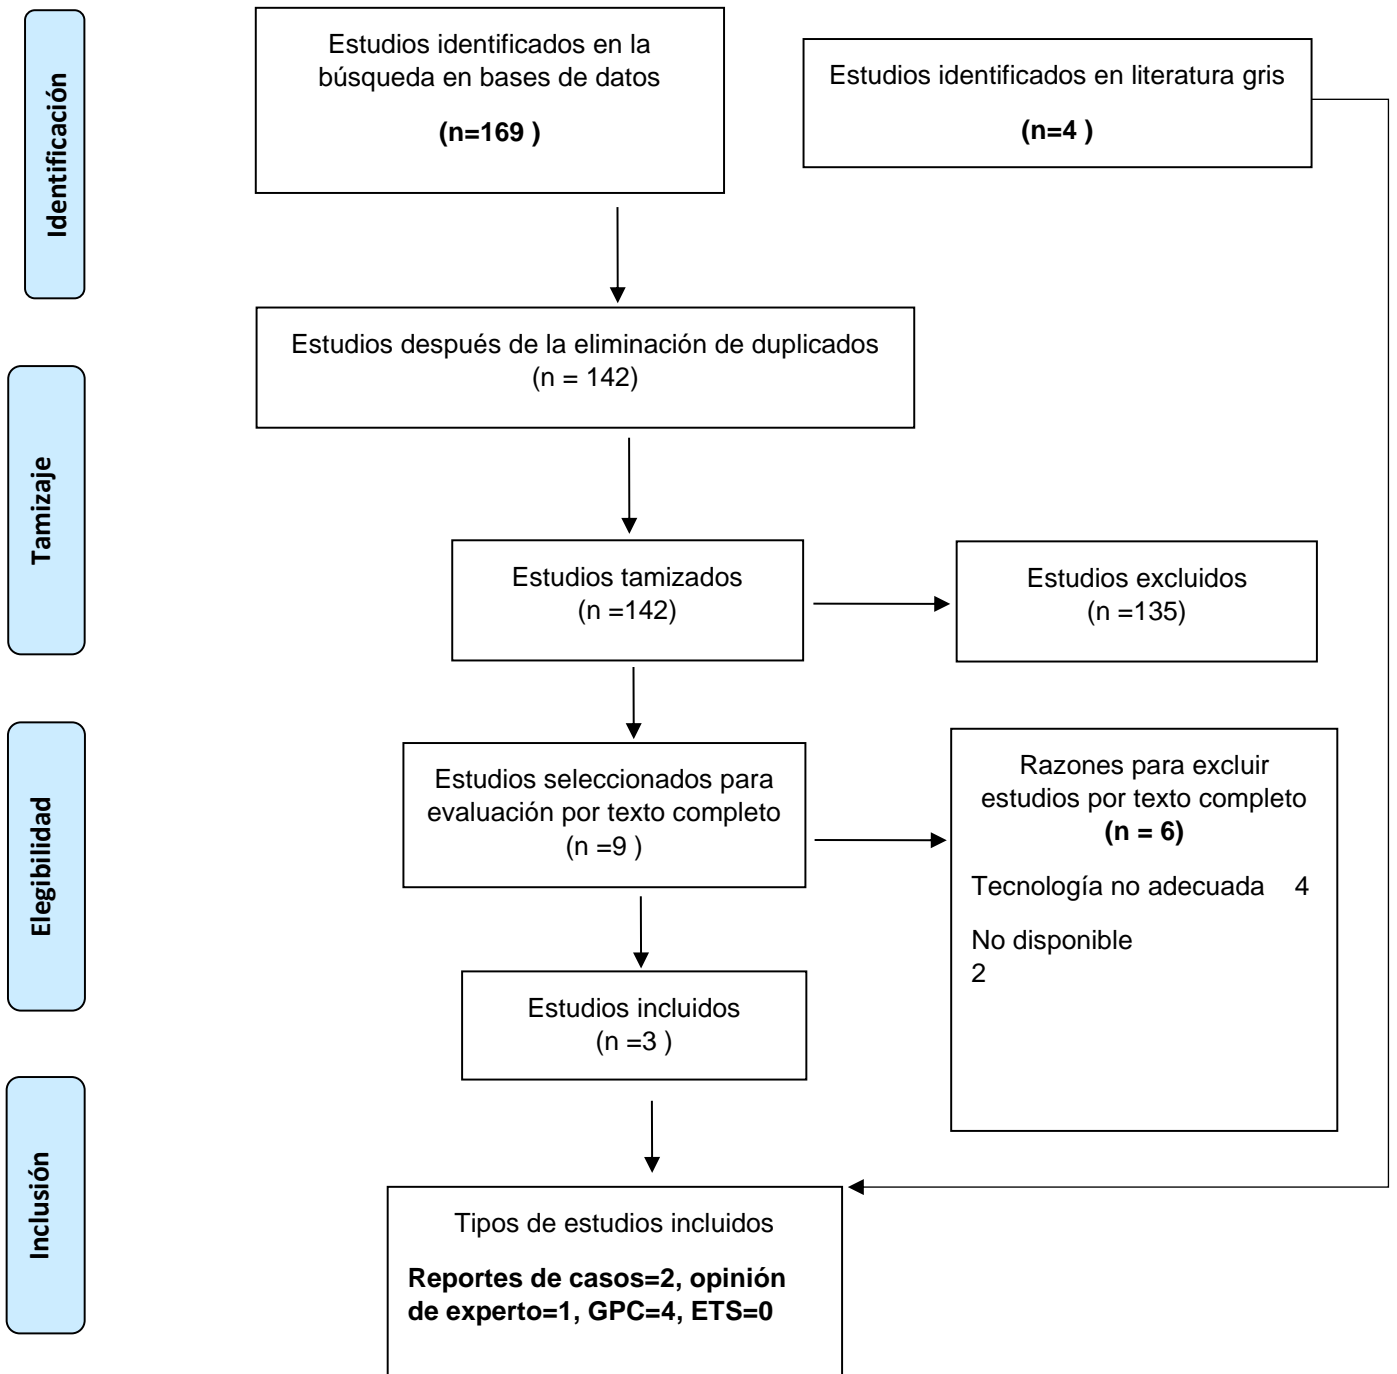 Identificación
Estudios identificados en la
búsqueda en bases de datos
(n=169 )
Estudios identificados en literatura gris
(n=4 )
Estudios después de la eliminación de duplicados
(n = 142)
Tamizaje
Estudios tamizados
(n =142)
Estudios excluidos
(n =135)
Elegibilidad
Estudios seleccionados para
evaluación por texto completo
(n =9 )
Razones para excluir
estudios por texto completo
(n = 6)
Tecnología no adecuada 4
No disponible
2
Estudios incluidos
(n =3 )
Inclusión
Tipos de estudios incluidos
Reportes de casos=2, opinión
de experto=1, GPC=4, ETS=0